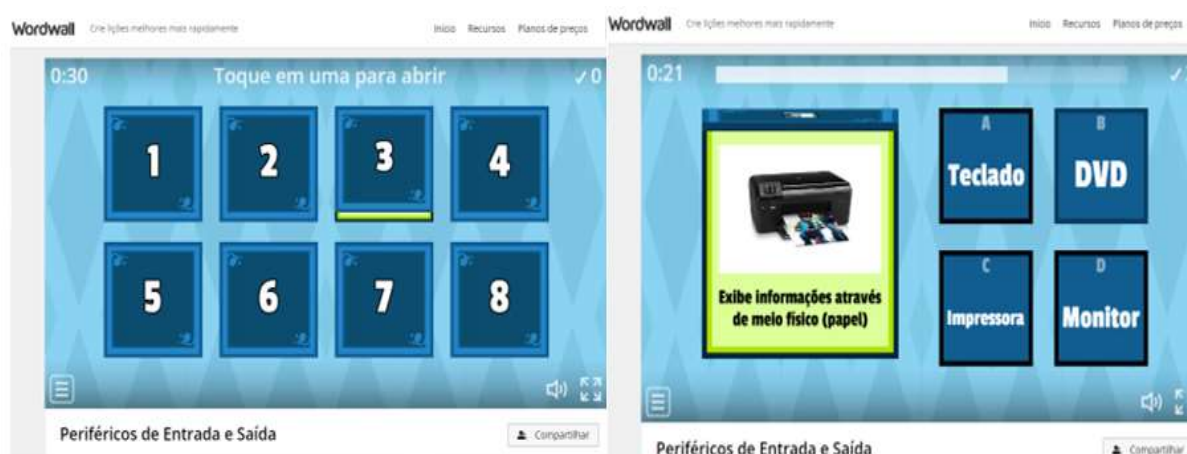 Wordwall Crie lições melhores mais rapidamente Início Recursos Planos de preços
0:30 Toque em uma para abrir ✓ 0
1 2 3 4
5 6 7 8
Periféricos de Entrada e Saída
Compartilhar
Wordwall Crie lições melhores mais rapidamente Início Recursos Planos de preços
0:21
Exibe informações através
de meio físico (papel)
A
Teclado
B
DVD
C
Impressora
D
Monitor
Periféricos de Entrada e Saída
Compartilhar